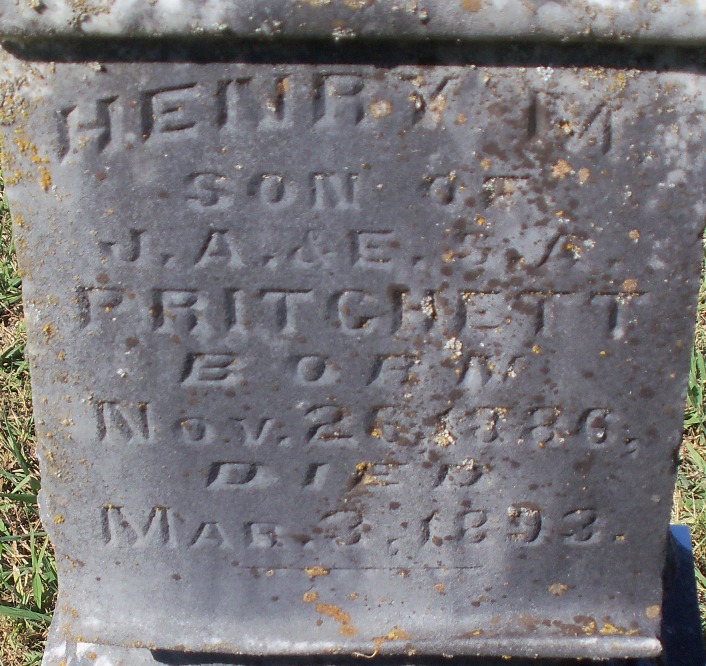 HENRY M.
SON OF
J. A. & E. S. A.
PRITCHETT
BORN
Nov. 26, 1886,
DIED
Mar. 3, 1893.